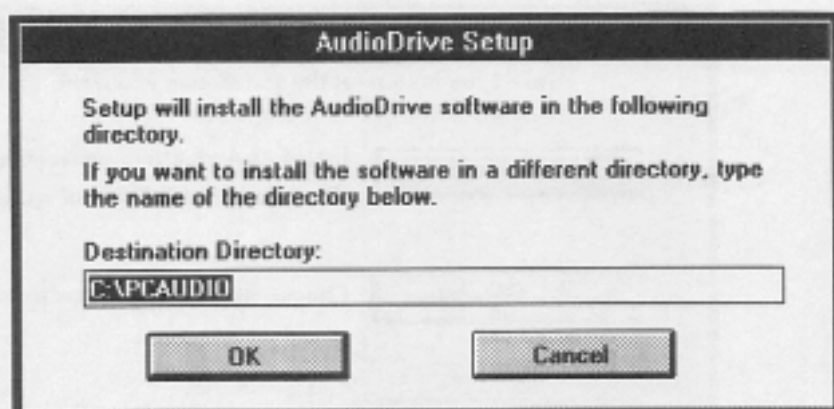 AudioDrive Setup
Setup will install the AudioDrive software in the following
directory.
If you want to install the software in a different directory, type
the name of the directory below.
Destination Directory:
C:\PCAUDIO
OK
Cancel